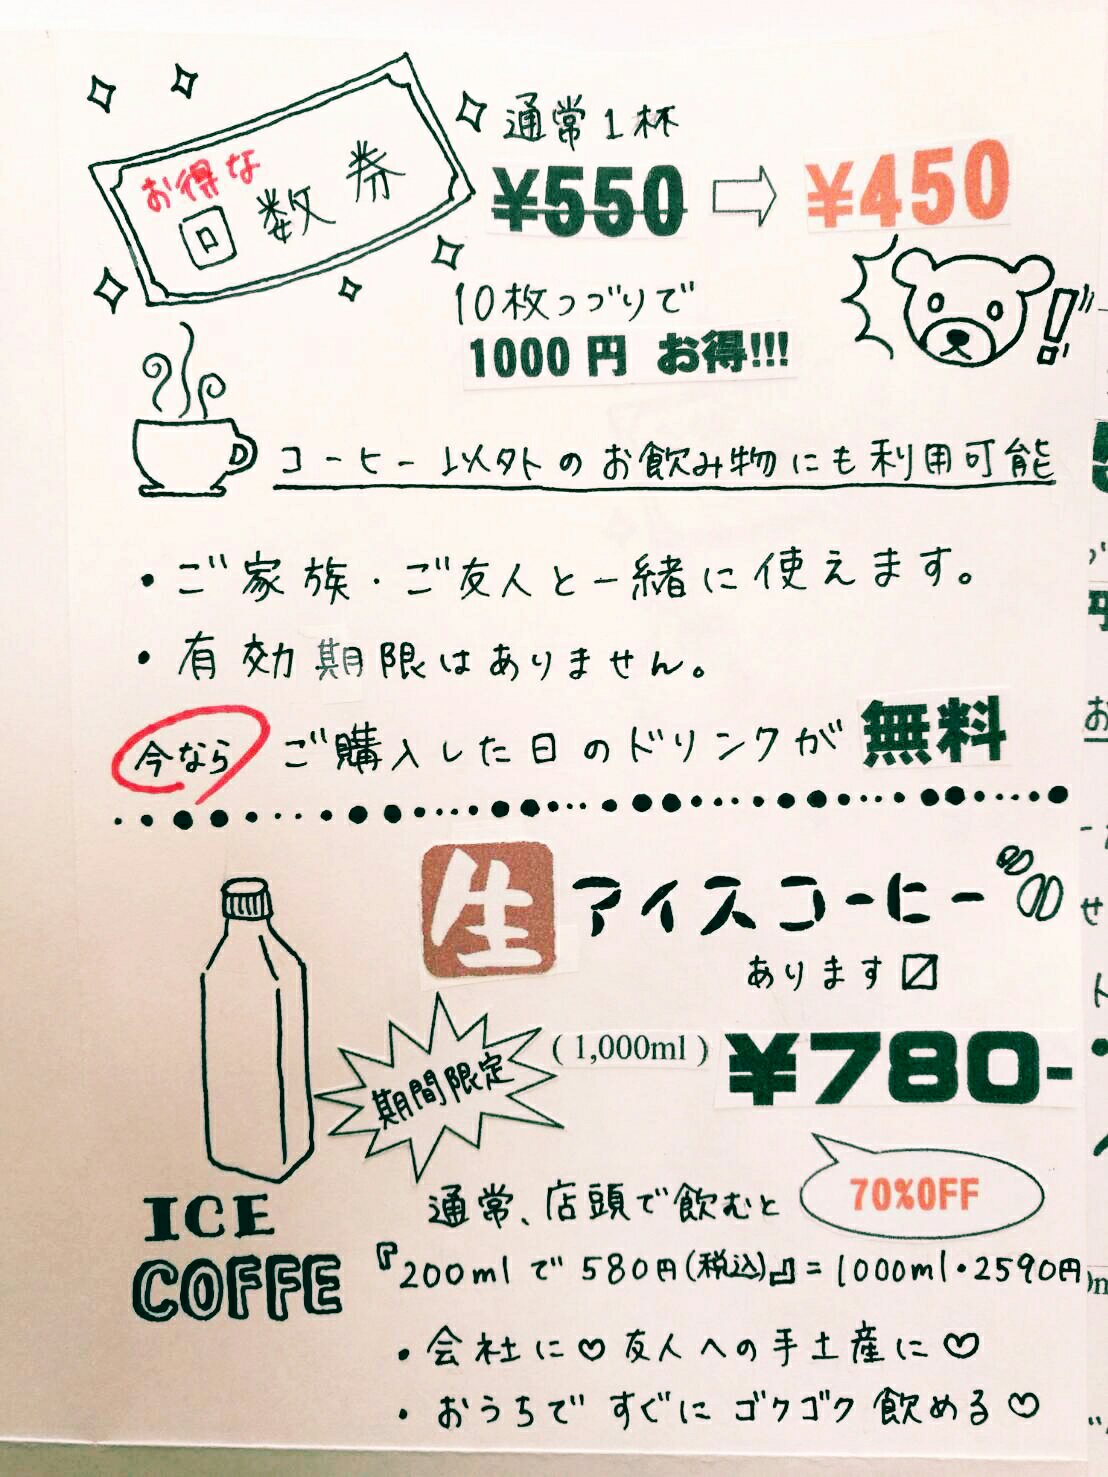 お得な
回数券
通常1杯
¥550 ⇨ ¥450
10枚つづりで
1000円 お得!!!
コーヒー以外のお飲み物にも利用可能
・ご家族・ご友人と一緒に使えます。
・有効期限はありません。
今なら ご購入した日のドリンクが無料
生アイスコーヒー
あります〼
期間限定
(1,000ml) ¥780-
70%OFF
通常、店頭で飲むと
『200mlで580円(税込)』=1000ml・2590円
ICE
COFFE
・会社に♡友人への手土産に♡
・おうちですぐにゴクゴク飲める♡